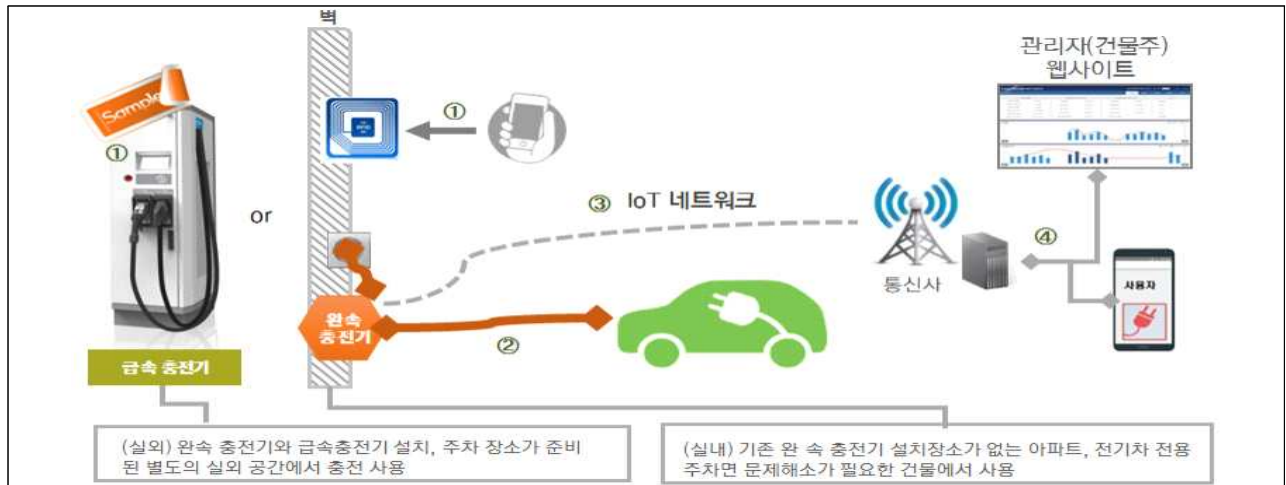 벽
관리자(건물주)
웹사이트
Sample
①
①
or
③ IoT 네트워크
④
통신사
사용자
완속
충전기
②
급속 충전기
(실외) 완속 충전기와 급속충전기 설치, 주차 장소가 준비
된 별도의 실외 공간에서 충전 사용
(실내) 기존 완 속 충전기 설치장소가 없는 아파트, 전기차 전용
주차면 문제해소가 필요한 건물에서 사용